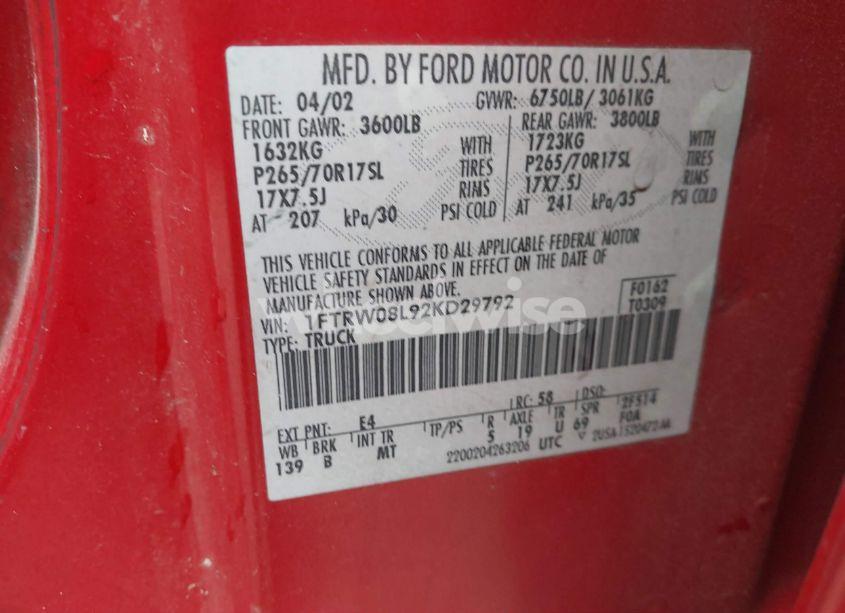 MFD. BY FORD MOTOR CO. IN U.S.A.
DATE: 04/02 GVWR: 6750LB/ 3061KG
FRONT GAWR: 3600LB REAR GAWR: 3800LB
1632KG WITH 1723KG WITH
P265/70R17SL TIRES P265/70R17SL TIRES
17X7.5J RIMS 17X7.5J RIMS
AT 207 kPa/30 PSI COLD AT 241 kPa/35 PSI COLD
THIS VEHICLE CONFORMS TO ALL APPLICABLE FEDERAL MOTOR
VEHICLE SAFETY STANDARDS IN EFFECT ON THE DATE OF
MANUFACTURE SHOWN ABOVE.
VIN: 1FTRW08L92KD29792 F0162
TYPE: TRUCK T0309
EXT PNT: E4 RC: 58 DSO:
WB BRK INT TR TP/PS R AXLE TR SPR 2F514
139 B MT 5 19 U 69 FOA
2200204263206 UTC 2USA1520472AA